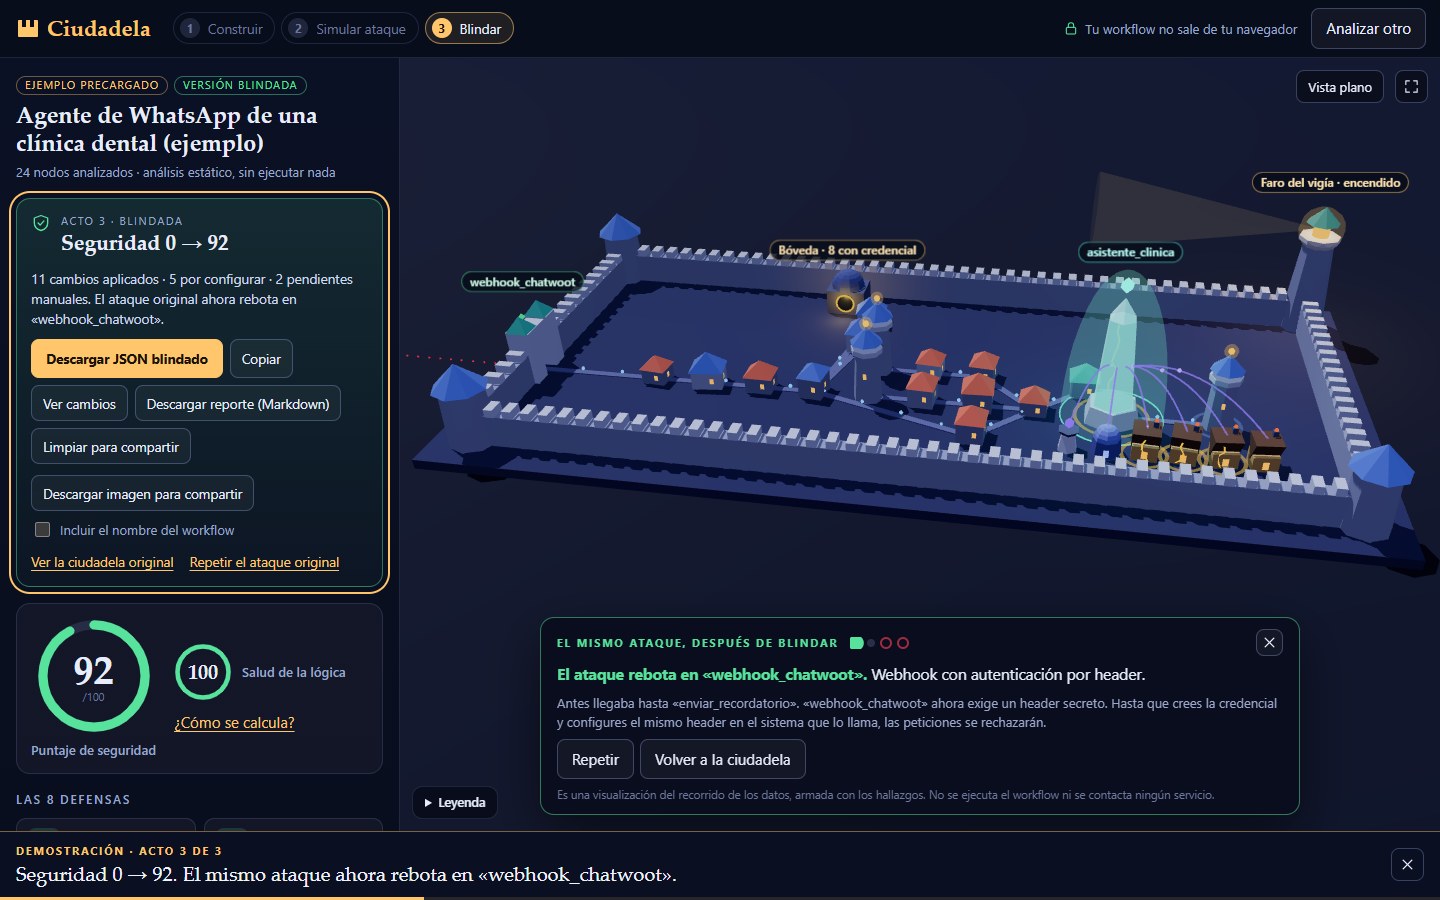 Ciudadela
1 Construir
2 Simular ataque
3 Blindar
Tu workflow no sale de tu navegador
Analizar otro
EJEMPLO PRECARGADO
VERSIÓN BLINDADA
Agente de WhatsApp de una
clínica dental (ejemplo)
24 nodos analizados · análisis estático, sin ejecutar nada
ACTO 3 · BLINDADA
Seguridad 0 → 92
11 cambios aplicados · 5 por configurar · 2 pendientes
manuales. El ataque original ahora rebota en
«webhook_chatwoot».
Descargar JSON blindado
Copiar
Ver cambios
Descargar reporte (Markdown)
Limpiar para compartir
Descargar imagen para compartir
Incluir el nombre del workflow
Ver la ciudadela original
Repetir el ataque original
92
/100
Puntaje de seguridad
100
Salud de la lógica
¿Cómo se calcula?
LAS 8 DEFENSAS
Vista plano
Faro del vigía · encendido
Bóveda · 8 con credencial
asistente_clinica
webhook_chatwoot
EL MISMO ATAQUE, DESPUÉS DE BLINDAR
El ataque rebota en «webhook_chatwoot». Webhook con autenticación por header.
Antes llegaba hasta «enviar_recordatorio». «webhook_chatwoot» ahora exige un header secreto. Hasta que crees la credencial
y configures el mismo header en el sistema que lo llama, las peticiones se rechazarán.
Repetir
Volver a la ciudadela
Es una visualización del recorrido de los datos, armada con los hallazgos. No se ejecuta el workflow ni se contacta ningún servicio.
Leyenda
DEMOSTRACIÓN · ACTO 3 DE 3
Seguridad 0 → 92. El mismo ataque ahora rebota en «webhook_chatwoot».